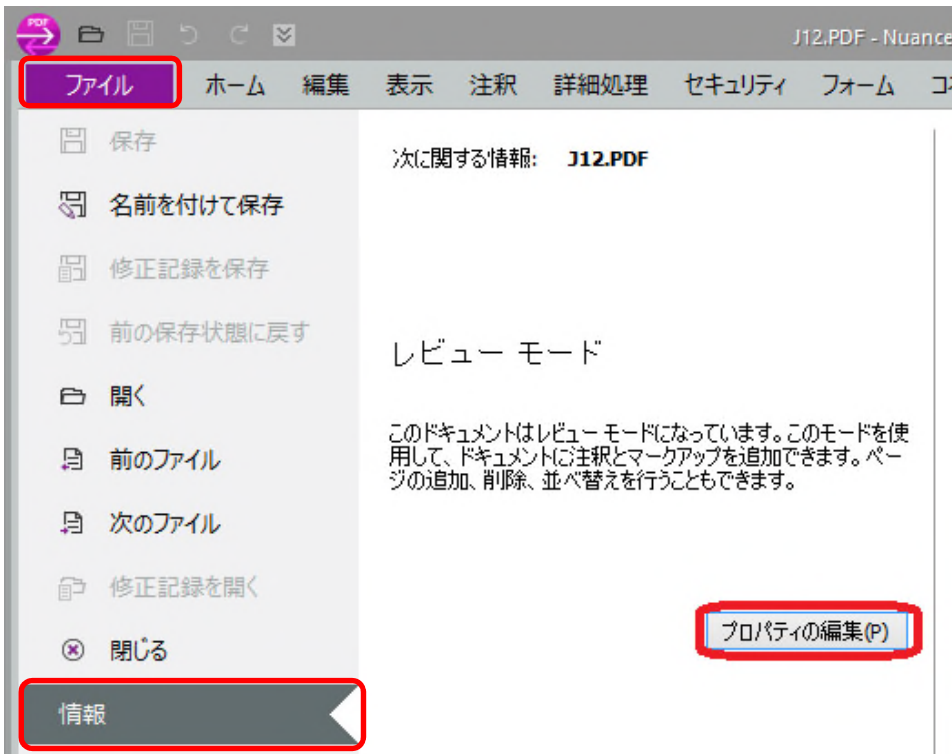 PDF
J12.PDF - Nuance
ファイル ホーム 編集 表示 注釈 詳細処理 セキュリティ フォーム
保存
次に関する情報: J12.PDF
名前を付けて保存
修正記録を保存
前の保存状態に戻す
レビュー モード
開く
このドキュメントはレビュー モードになっています。このモードを使
用して、ドキュメントに注釈とマークアップを追加できます。ペー
ジの追加、削除、並べ替えを行うこともできます。
前のファイル
次のファイル
修正記録を開く
プロパティの編集(P)
閉じる
情報